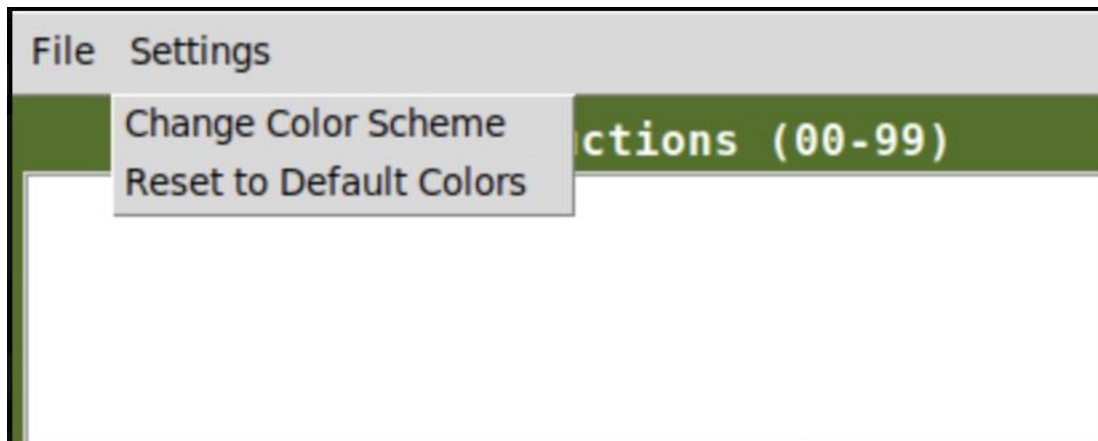 File Settings
Change Color Scheme
ctions (00-99)
Reset to Default Colors